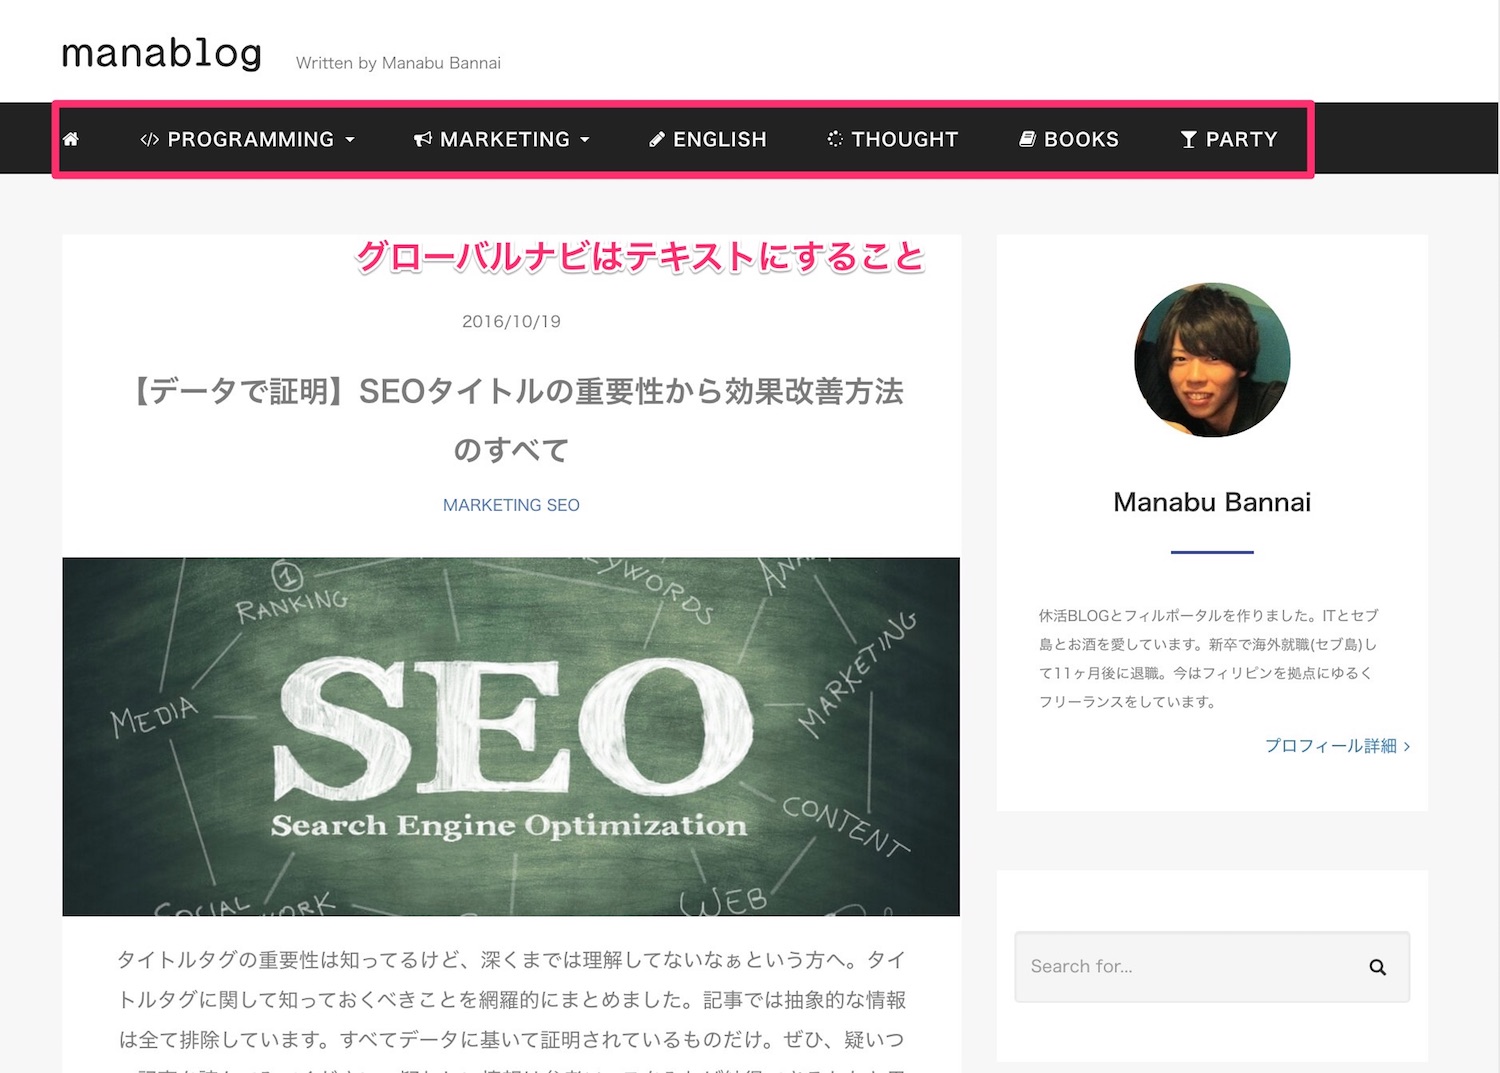 manablog
Written by Manabu Bannai
PROGRAMMING
MARKETING
ENGLISH
THOUGHT
BOOKS
PARTY
グローバルナビはテキストにすること
2016/10/19
【データで証明】SEOタイトルの重要性から効果改善方法
のすべて
MARKETING SEO
1
RANKING
KEYWORDS
MEDIA
MARKETING
SEO
Search Engine Optimization
CONTENT
SOCIAL
WEB
タイトルタグの重要性は知ってるけど、深くまでは理解してないなぁという方へ。タイ
トルタグに関して知っておくべきことを網羅的にまとめました。記事では抽象的な情報
は全て排除しています。すべてデータに基いて証明されているものだけ。ぜひ、疑いつ
Manabu Bannai
休活BLOGとフィルポータルを作りました。ITとセブ
島とお酒を愛しています。新卒で海外就職(セブ島)し
て11ヶ月後に退職。今はフィリピンを拠点にゆるく
フリーランスをしています。
プロフィール詳細 ›
Search for...